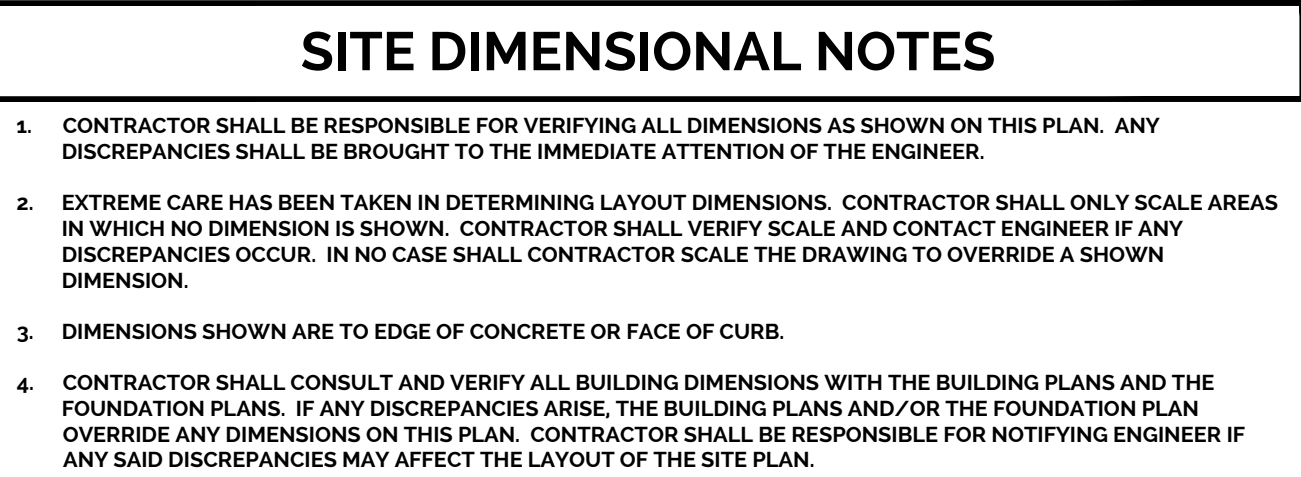 SITE DIMENSIONAL NOTES
1. CONTRACTOR SHALL BE RESPONSIBLE FOR VERIFYING ALL DIMENSIONS AS SHOWN ON THIS PLAN. ANY
DISCREPANCIES SHALL BE BROUGHT TO THE IMMEDIATE ATTENTION OF THE ENGINEER.
2. EXTREME CARE HAS BEEN TAKEN IN DETERMINING LAYOUT DIMENSIONS. CONTRACTOR SHALL ONLY SCALE AREAS
IN WHICH NO DIMENSION IS SHOWN. CONTRACTOR SHALL VERIFY SCALE AND CONTACT ENGINEER IF ANY
DISCREPANCIES OCCUR. IN NO CASE SHALL CONTRACTOR SCALE THE DRAWING TO OVERRIDE A SHOWN
DIMENSION.
3. DIMENSIONS SHOWN ARE TO EDGE OF CONCRETE OR FACE OF CURB.
4. CONTRACTOR SHALL CONSULT AND VERIFY ALL BUILDING DIMENSIONS WITH THE BUILDING PLANS AND THE
FOUNDATION PLANS. IF ANY DISCREPANCIES ARISE, THE BUILDING PLANS AND/OR THE FOUNDATION PLAN
OVERRIDE ANY DIMENSIONS ON THIS PLAN. CONTRACTOR SHALL BE RESPONSIBLE FOR NOTIFYING ENGINEER IF
ANY SAID DISCREPANCIES MAY AFFECT THE LAYOUT OF THE SITE PLAN.